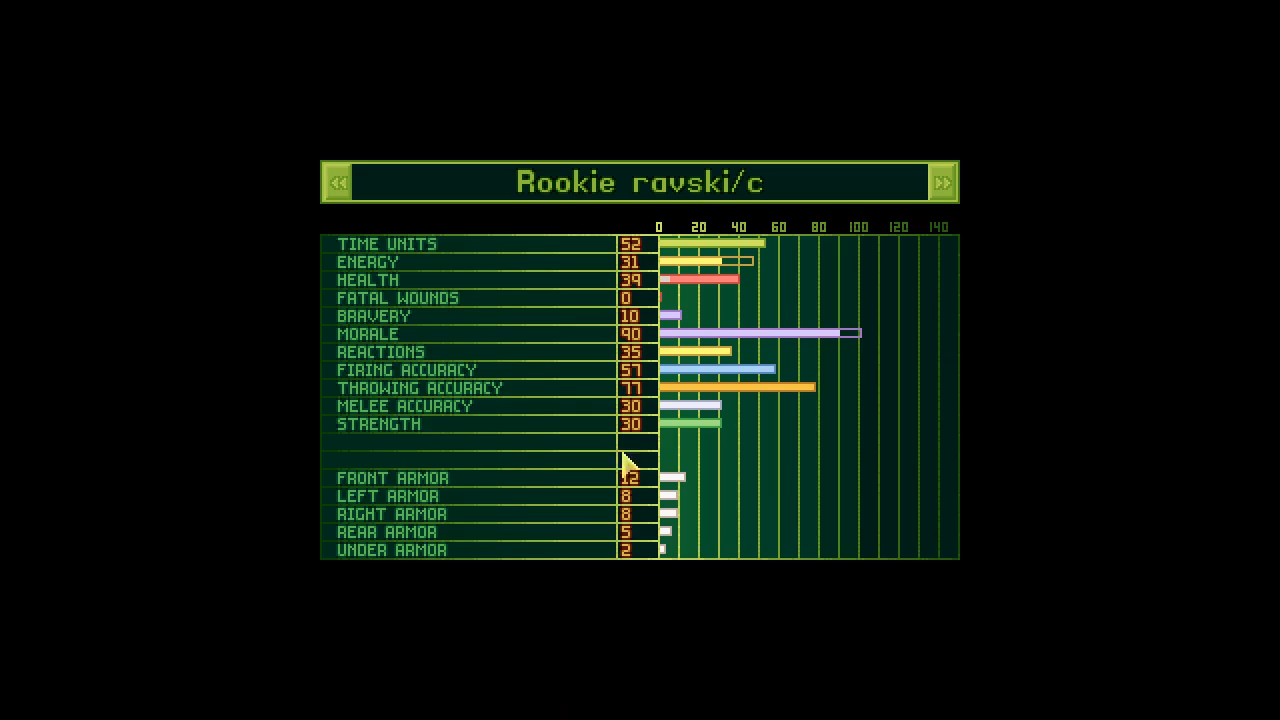 Rookie ravski/c
0 20 40 60 80 100 120 140
TIME UNITS 52
ENERGY 31
HEALTH 39
FATAL WOUNDS 0
BRAVERY 10
MORALE 90
REACTIONS 35
FIRING ACCURACY 57
THROWING ACCURACY 77
MELEE ACCURACY 30
STRENGTH 30
FRONT ARMOR 12
LEFT ARMOR 8
RIGHT ARMOR 8
REAR ARMOR 5
UNDER ARMOR 2